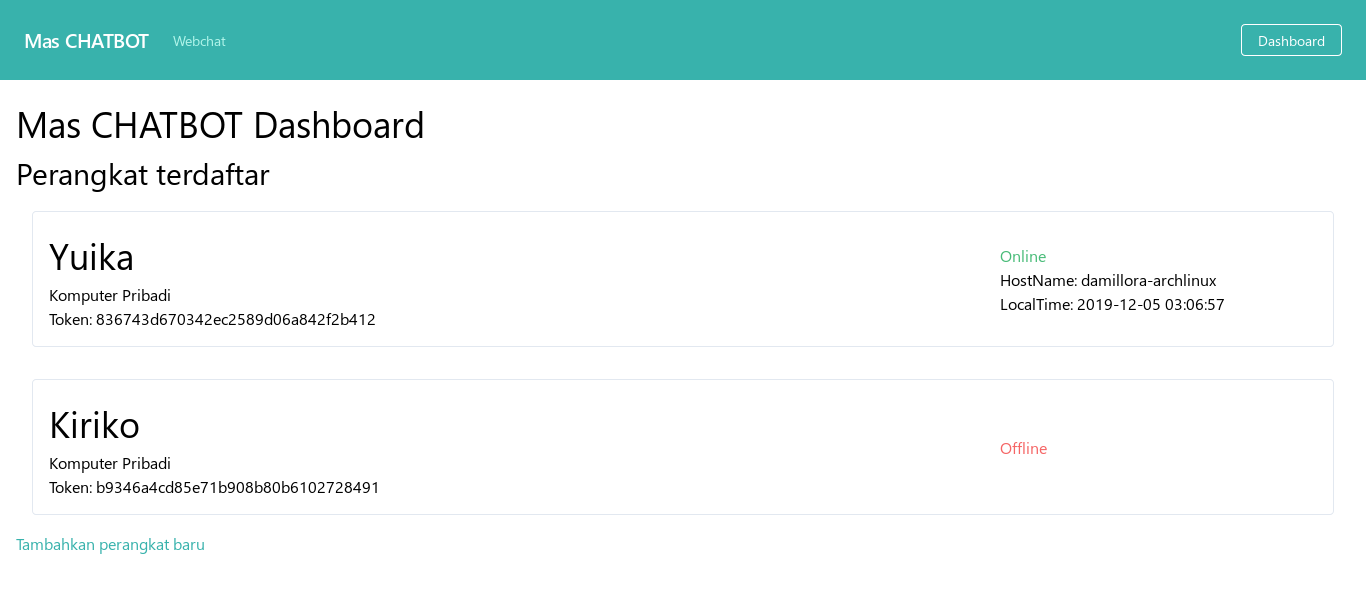 Mas CHATBOT
Webchat
Dashboard
Mas CHATBOT Dashboard
Perangkat terdaftar
Yuika
Komputer Pribadi
Token: 836743d670342ec2589d06a842f2b412
Online
HostName: damillora-archlinux
LocalTime: 2019-12-05 03:06:57
Kiriko
Komputer Pribadi
Token: b9346a4cd85e71b908b80b6102728491
Offline
Tambahkan perangkat baru